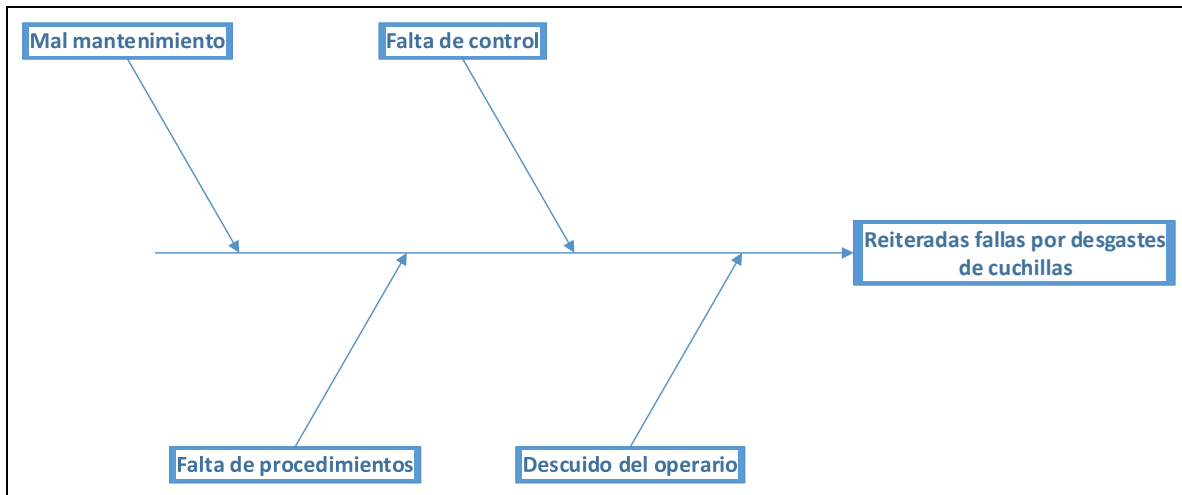 Mal mantenimiento
Falta de control
Reiteradas fallas por desgastes
de cuchillas
Falta de procedimientos
Descuido del operario